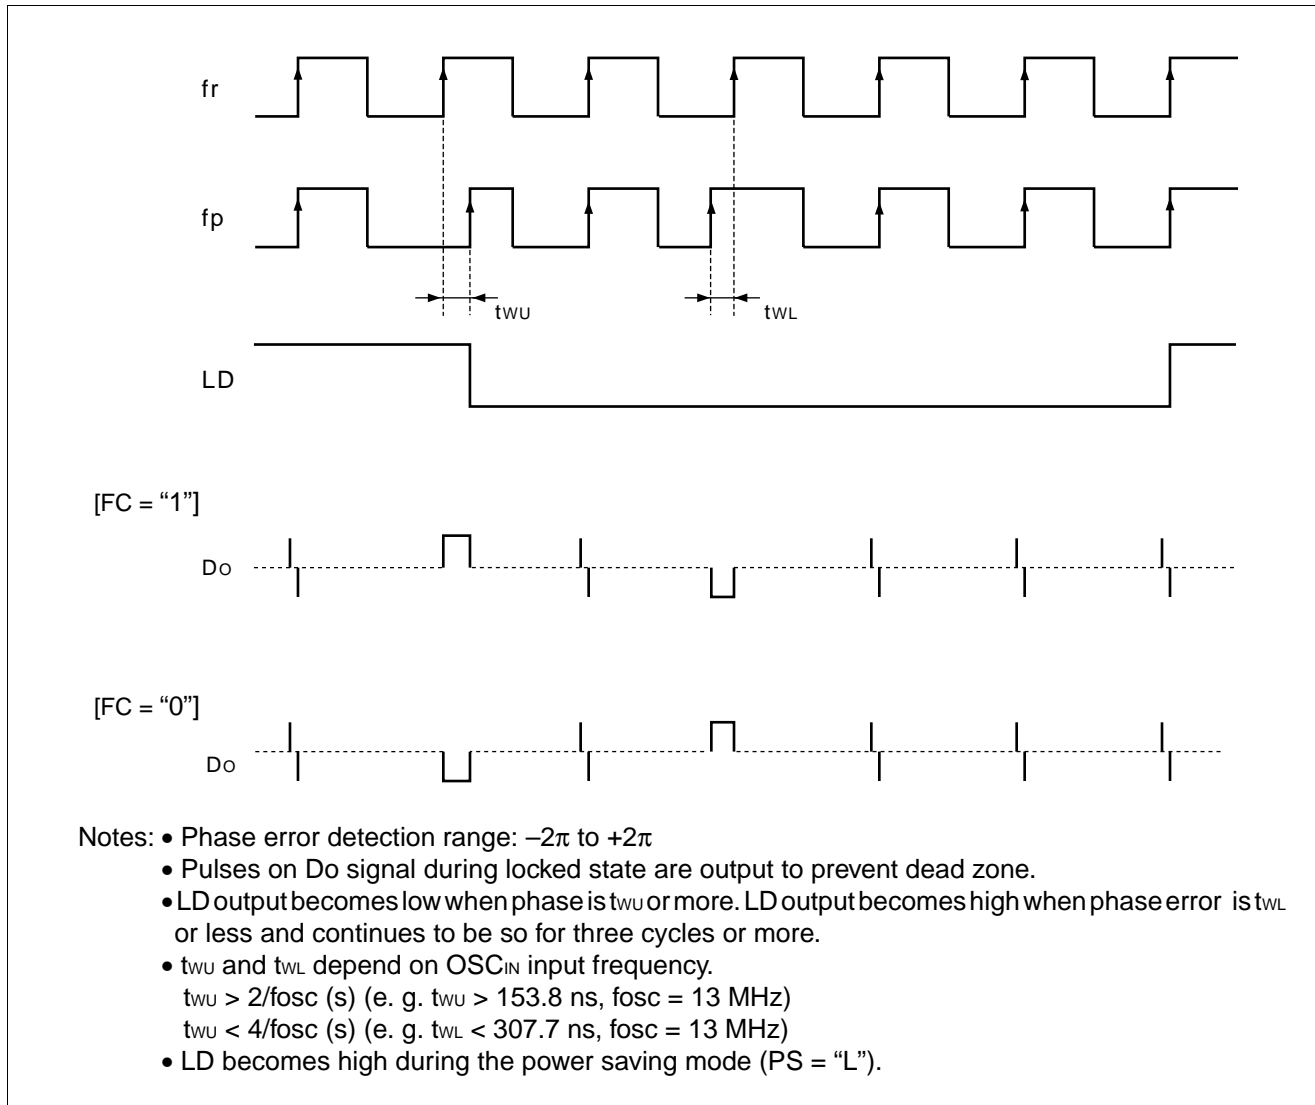 fr
fp
tWU
tWL
LD
[FC = “1”]
DO
[FC = “0”]
DO
Notes: • Phase error detection range: –2π to +2π
• Pulses on Do signal during locked state are output to prevent dead zone.
• LD output becomes low when phase is tWU or more. LD output becomes high when phase error is tWL
or less and continues to be so for three cycles or more.
• tWU and tWL depend on OSCIN input frequency.
tWU > 2/fosc (s) (e. g. tWU > 153.8 ns, fosc = 13 MHz)
tWU < 4/fosc (s) (e. g. tWL < 307.7 ns, fosc = 13 MHz)
• LD becomes high during the power saving mode (PS = “L”).